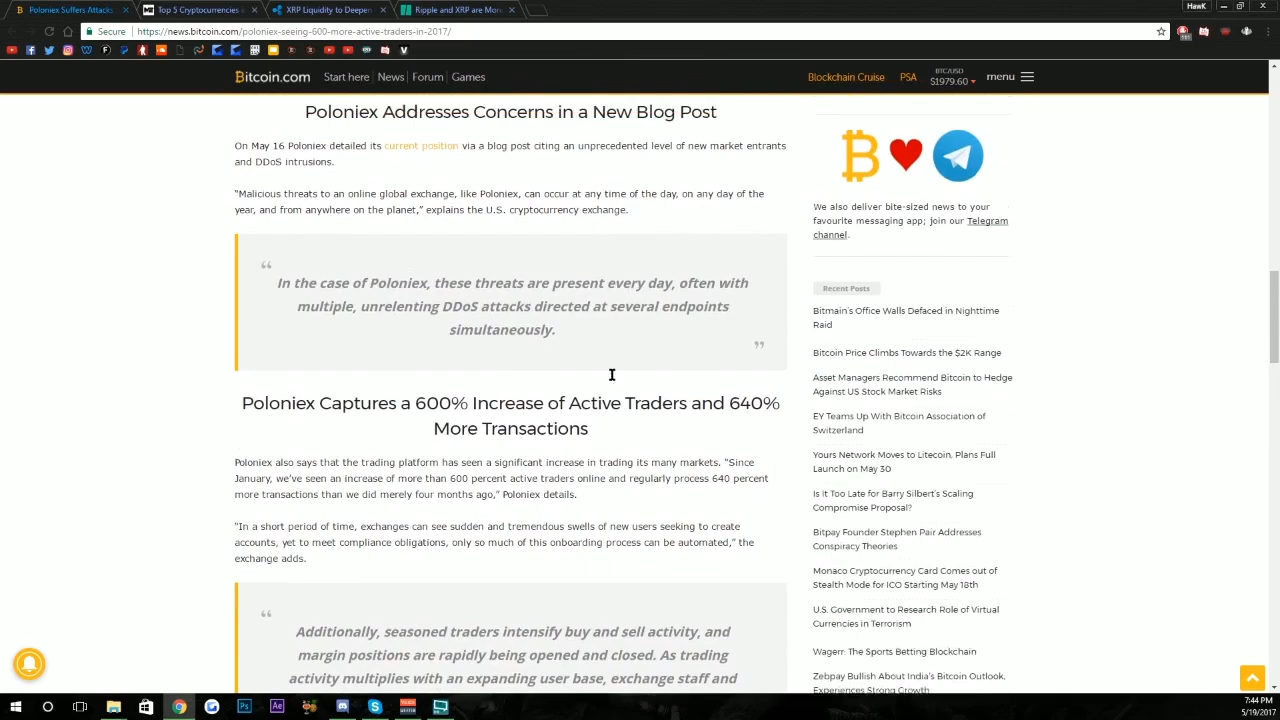 Poloniex Suffers Attacks
Top 5 Cryptocurrencies
XRP Liquidity to Deepen
Ripple and XRP are More
HawK
Secure
https://news.bitcoin.com/poloniex-seeing-600-more-active-traders-in-2017/
Bitcoin.com
Start here
News
Forum
Games
Blockchain Cruise
PSA
BTC/USD
$1979.60
menu
Poloniex Addresses Concerns in a New Blog Post
On May 16 Poloniex detailed its current position via a blog post citing an unprecedented level of new market entrants
and DDoS intrusions.
“Malicious threats to an online global exchange, like Poloniex, can occur at any time of the day, on any day of the
year, and from anywhere on the planet,” explains the U.S. cryptocurrency exchange.
“
In the case of Poloniex, these threats are present every day, often with
multiple, unrelenting DDoS attacks directed at several endpoints
simultaneously.
”
Poloniex Captures a 600% Increase of Active Traders and 640%
More Transactions
Poloniex also says that the trading platform has seen a significant increase in trading its many markets. “Since
January, we’ve seen an increase of more than 600 percent active traders online and regularly process 640 percent
more transactions than we did merely four months ago,” Poloniex details.
“In a short period of time, exchanges can see sudden and tremendous swells of new users seeking to create
accounts, yet to meet compliance obligations, only so much of this onboarding process can be automated,” the
exchange adds.
“
Additionally, seasoned traders intensify buy and sell activity, and
margin positions are rapidly being opened and closed. As trading
activity multiplies with an expanding user base, exchange staff and
We also deliver bite-sized news to your
favourite messaging app; join our Telegram
channel.
Recent Posts
Bitmain’s Office Walls Defaced in Nighttime
Raid
Bitcoin Price Climbs Towards the $2K Range
Asset Managers Recommend Bitcoin to Hedge
Against US Stock Market Risks
EY Teams Up With Bitcoin Association of
Switzerland
Yours Network Moves to Litecoin, Plans Full
Launch on May 30
Is It Too Late for Barry Silbert’s Scaling
Compromise Proposal?
Bitpay Founder Stephen Pair Addresses
Conspiracy Theories
Monaco Cryptocurrency Card Comes out of
Stealth Mode for ICO Starting May 18th
U.S. Government to Research Role of Virtual
Currencies in Terrorism
Wagerr: The Sports Betting Blockchain
Zebpay Bullish About India’s Bitcoin Outlook,
Experiences Strong Growth
7:44 PM
5/19/2017